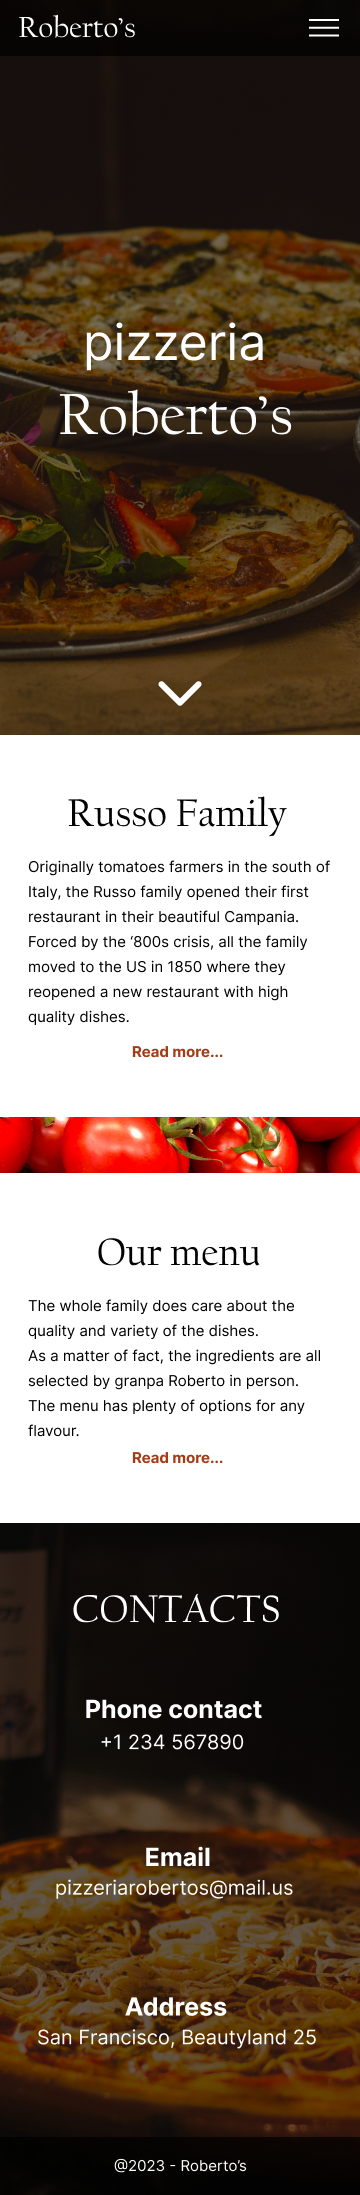 Roberto’s
pizzeria
Roberto’s
Russo Family
Originally tomatoes farmers in the south of
Italy, the Russo family opened their first
restaurant in their beautiful Campania.
Forced by the ‘800s crisis, all the family
moved to the US in 1850 where they
reopened a new restaurant with high
quality dishes.
Read more...
Our menu
The whole family does care about the
quality and variety of the dishes.
As a matter of fact, the ingredients are all
selected by granpa Roberto in person.
The menu has plenty of options for any
flavour.
Read more...
CONTACTS
Phone contact
+1 234 567890
Email
pizzeriarobertos@mail.us
Address
San Francisco, Beautyland 25
@2023 - Roberto’s